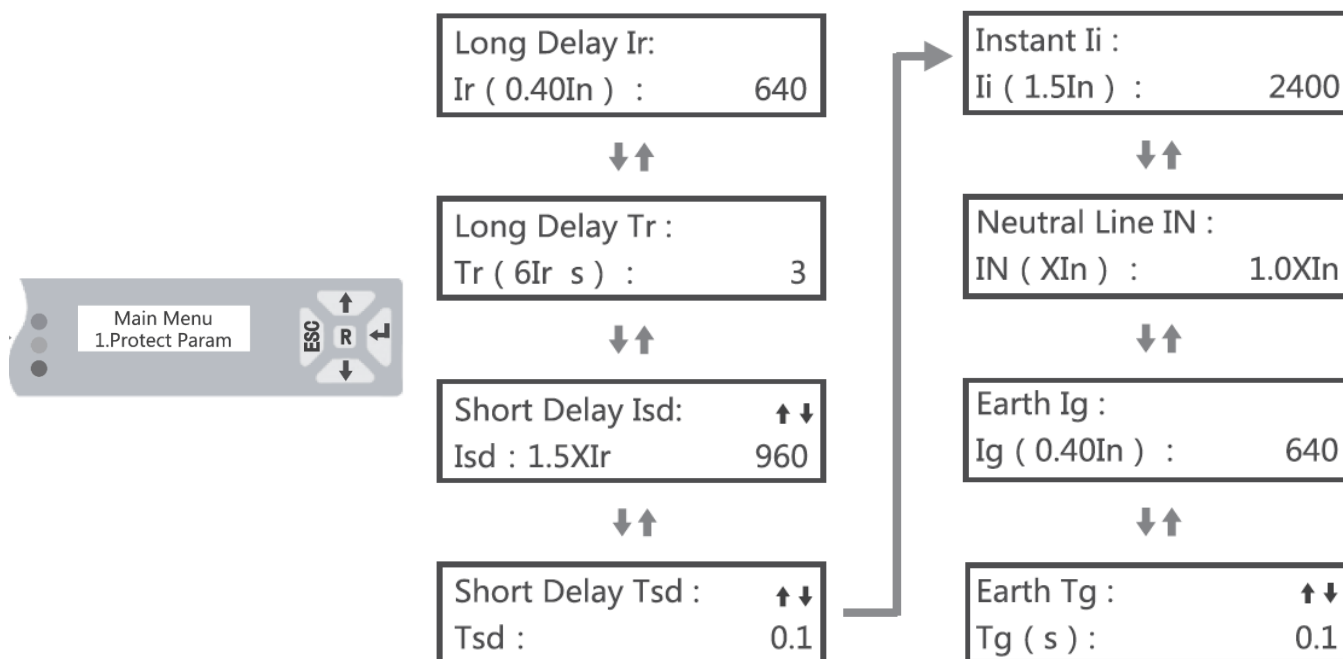 Main Menu
1.Protect Param
ESC
R
Long Delay Ir:
Ir ( 0.40In ) : 640
Long Delay Tr :
Tr ( 6Ir s ) : 3
Short Delay Isd:
Isd : 1.5XIr 960
Short Delay Tsd :
Tsd : 0.1
Instant Ii :
Ii ( 1.5In ) : 2400
Neutral Line IN :
IN ( XIn ) : 1.0XIn
Earth Ig :
Ig ( 0.40In ) : 640
Earth Tg :
Tg ( s ) : 0.1